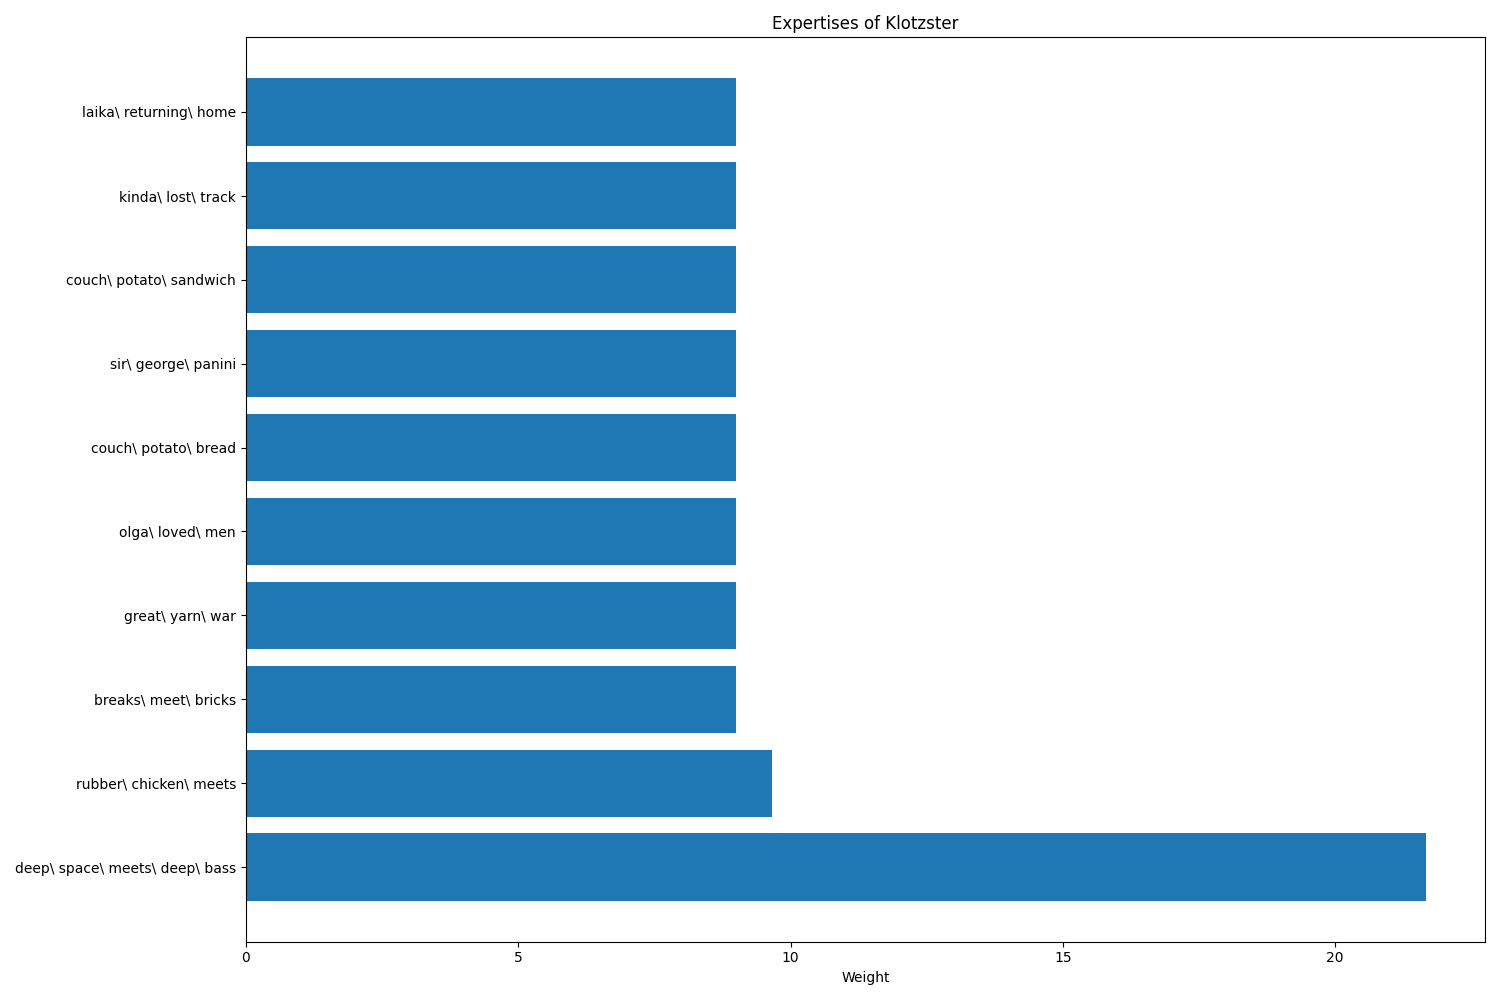 Expertises of Klotzster
laika\ returning\ home
kinda\ lost\ track
couch\ potato\ sandwich
sir\ george\ panini
couch\ potato\ bread
olga\ loved\ men
great\ yarn\ war
breaks\ meet\ bricks
rubber\ chicken\ meets
deep\ space\ meets\ deep\ bass
0 5 10 15 20
Weight